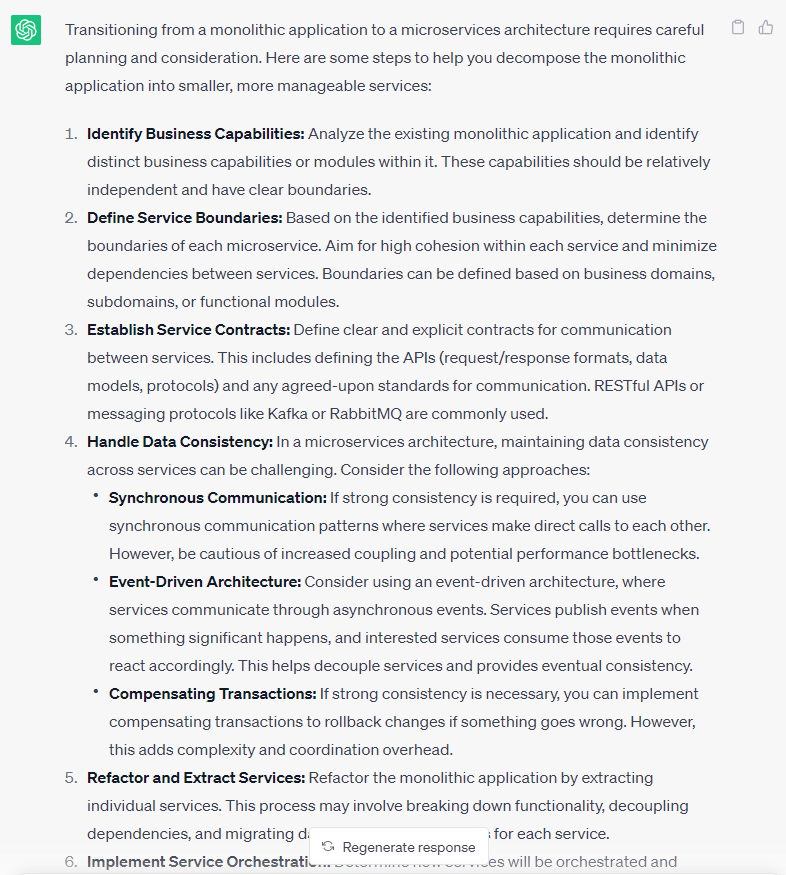 Transitioning from a monolithic application to a microservices architecture requires careful
planning and consideration. Here are some steps to help you decompose the monolithic
application into smaller, more manageable services:
1. Identify Business Capabilities: Analyze the existing monolithic application and identify
distinct business capabilities or modules within it. These capabilities should be relatively
independent and have clear boundaries.
2. Define Service Boundaries: Based on the identified business capabilities, determine the
boundaries of each microservice. Aim for high cohesion within each service and minimize
dependencies between services. Boundaries can be defined based on business domains,
subdomains, or functional modules.
3. Establish Service Contracts: Define clear and explicit contracts for communication
between services. This includes defining the APIs (request/response formats, data
models, protocols) and any agreed-upon standards for communication. RESTful APIs or
messaging protocols like Kafka or RabbitMQ are commonly used.
4. Handle Data Consistency: In a microservices architecture, maintaining data consistency
across services can be challenging. Consider the following approaches:
• Synchronous Communication: If strong consistency is required, you can use
synchronous communication patterns where services make direct calls to each other.
However, be cautious of increased coupling and potential performance bottlenecks.
• Event-Driven Architecture: Consider using an event-driven architecture, where
services communicate through asynchronous events. Services publish events when
something significant happens, and interested services consume those events to
react accordingly. This helps decouple services and provides eventual consistency.
• Compensating Transactions: If strong consistency is necessary, you can implement
compensating transactions to rollback changes if something goes wrong. However,
this adds complexity and coordination overhead.
5. Refactor and Extract Services: Refactor the monolithic application by extracting
individual services. This process may involve breaking down functionality, decoupling
dependencies, and migrating for each service.
Regenerate response
6. Implement Service will be orchestrated and